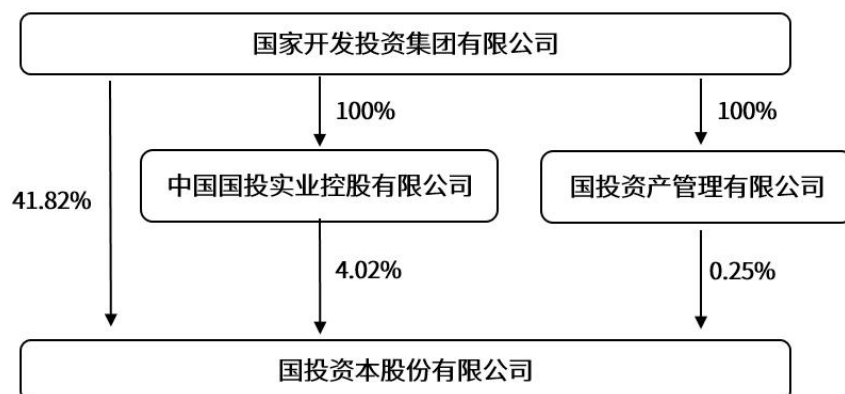 国家开发投资集团有限公司
100%
100%
中国国投实业控股有限公司
国投资产管理有限公司
41.82%
4.02%
0.25%
国投资本股份有限公司